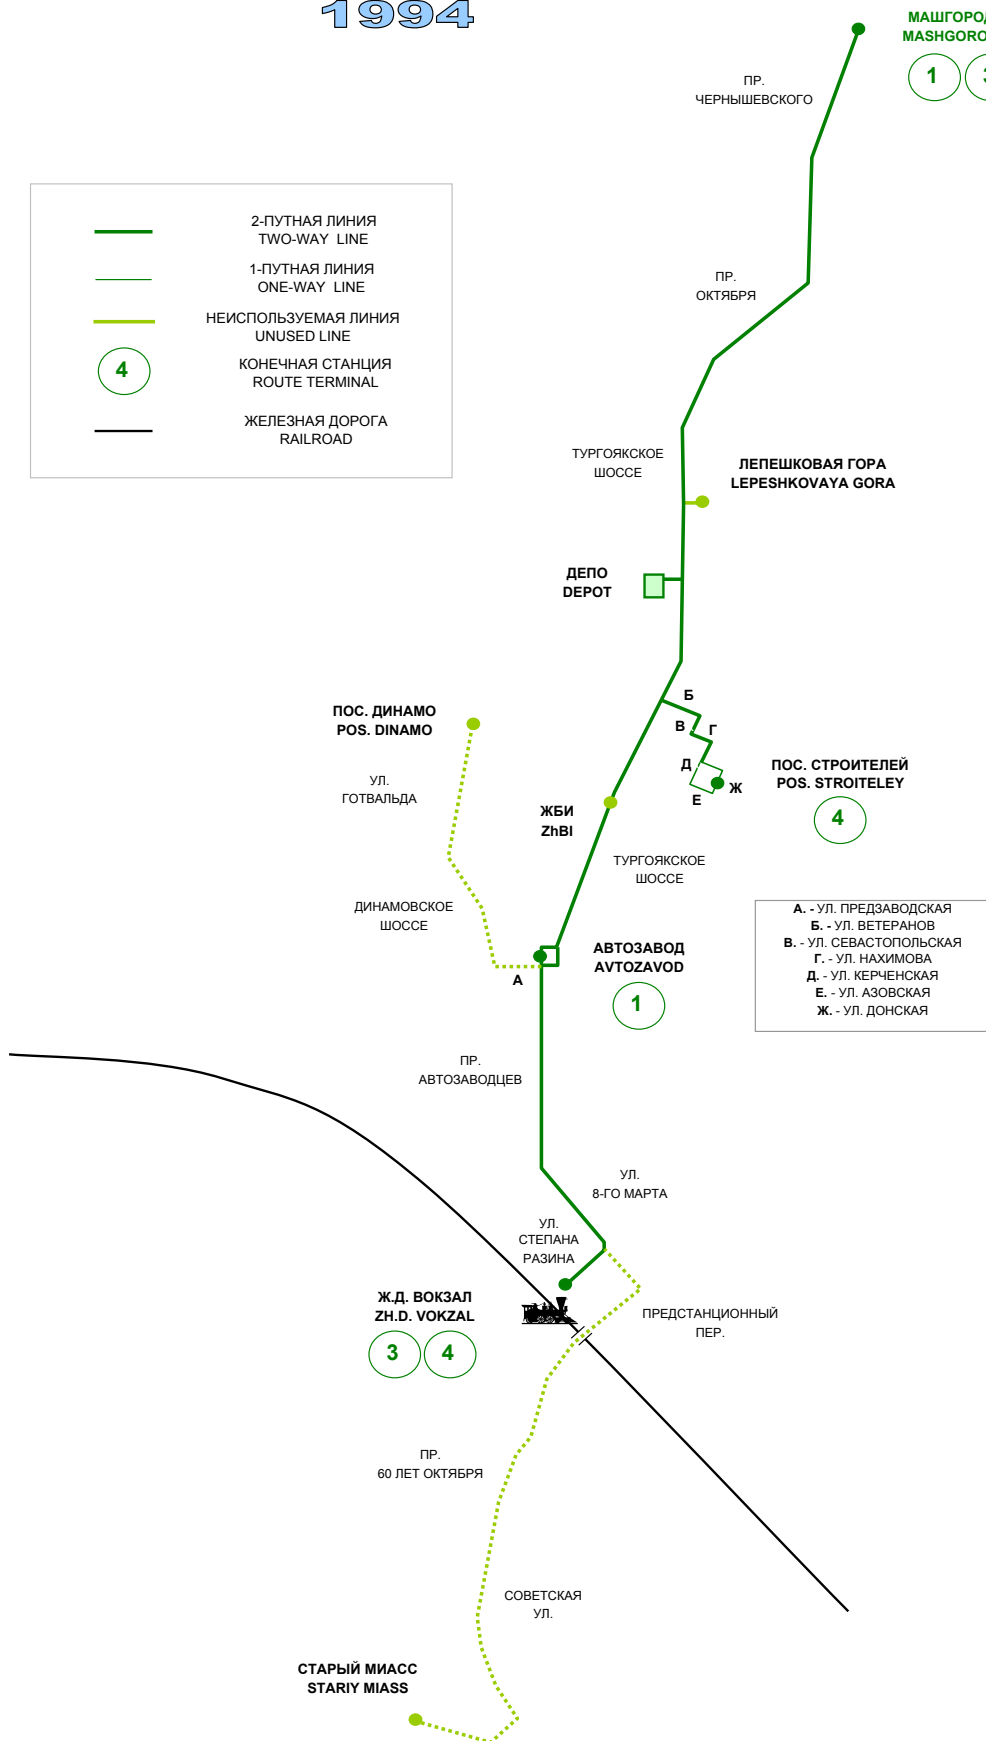 1994
МАШГОРОД
MASHGORO
1
ПР.
ЧЕРНЫШЕВСКОГО
2-ПУТНАЯ ЛИНИЯ
TWO-WAY LINE
1-ПУТНАЯ ЛИНИЯ
ONE-WAY LINE
НЕИСПОЛЬЗУЕМАЯ ЛИНИЯ
UNUSED LINE
4
КОНЕЧНАЯ СТАНЦИЯ
ROUTE TERMINAL
ЖЕЛЕЗНАЯ ДОРОГА
RAILROAD
ПР.
ОКТЯБРЯ
ТУРГОЯКСКОЕ
ШОССЕ
ЛЕПЕШКОВАЯ ГОРА
LEPESHKOVAYA GORA
ДЕПО
DEPOT
Б
В
Г
Д
Е
Ж
ПОС. ДИНАМО
POS. DINAMO
УЛ.
ГОТВАЛЬДА
ПОС. СТРОИТЕЛЕЙ
POS. STROITELEY
4
ЖБИ
ZhBI
ТУРГОЯКСКОЕ
ШОССЕ
ДИНАМОВСКОЕ
ШОССЕ
А. - УЛ. ПРЕДЗАВОДСКАЯ
Б. - УЛ. ВЕТЕРАНОВ
В. - УЛ. СЕВАСТОПОЛЬСКАЯ
Г. - УЛ. НАХИМОВА
Д. - УЛ. КЕРЧЕНСКАЯ
Е. - УЛ. АЗОВСКАЯ
Ж. - УЛ. ДОНСКАЯ
АВТОЗАВОД
AVTOZAVOD
1
А
ПР.
АВТОЗАВОДЦЕВ
УЛ.
8-ГО МАРТА
УЛ.
СТЕПАНА
РАЗИНА
Ж.Д. ВОКЗАЛ
ZH.D. VOKZAL
3 4
ПРЕДСТАНЦИОННЫЙ
ПЕР.
ПР.
60 ЛЕТ ОКТЯБРЯ
СОВЕТСКАЯ
УЛ.
СТАРЫЙ МИАСС
STARIY MIASS